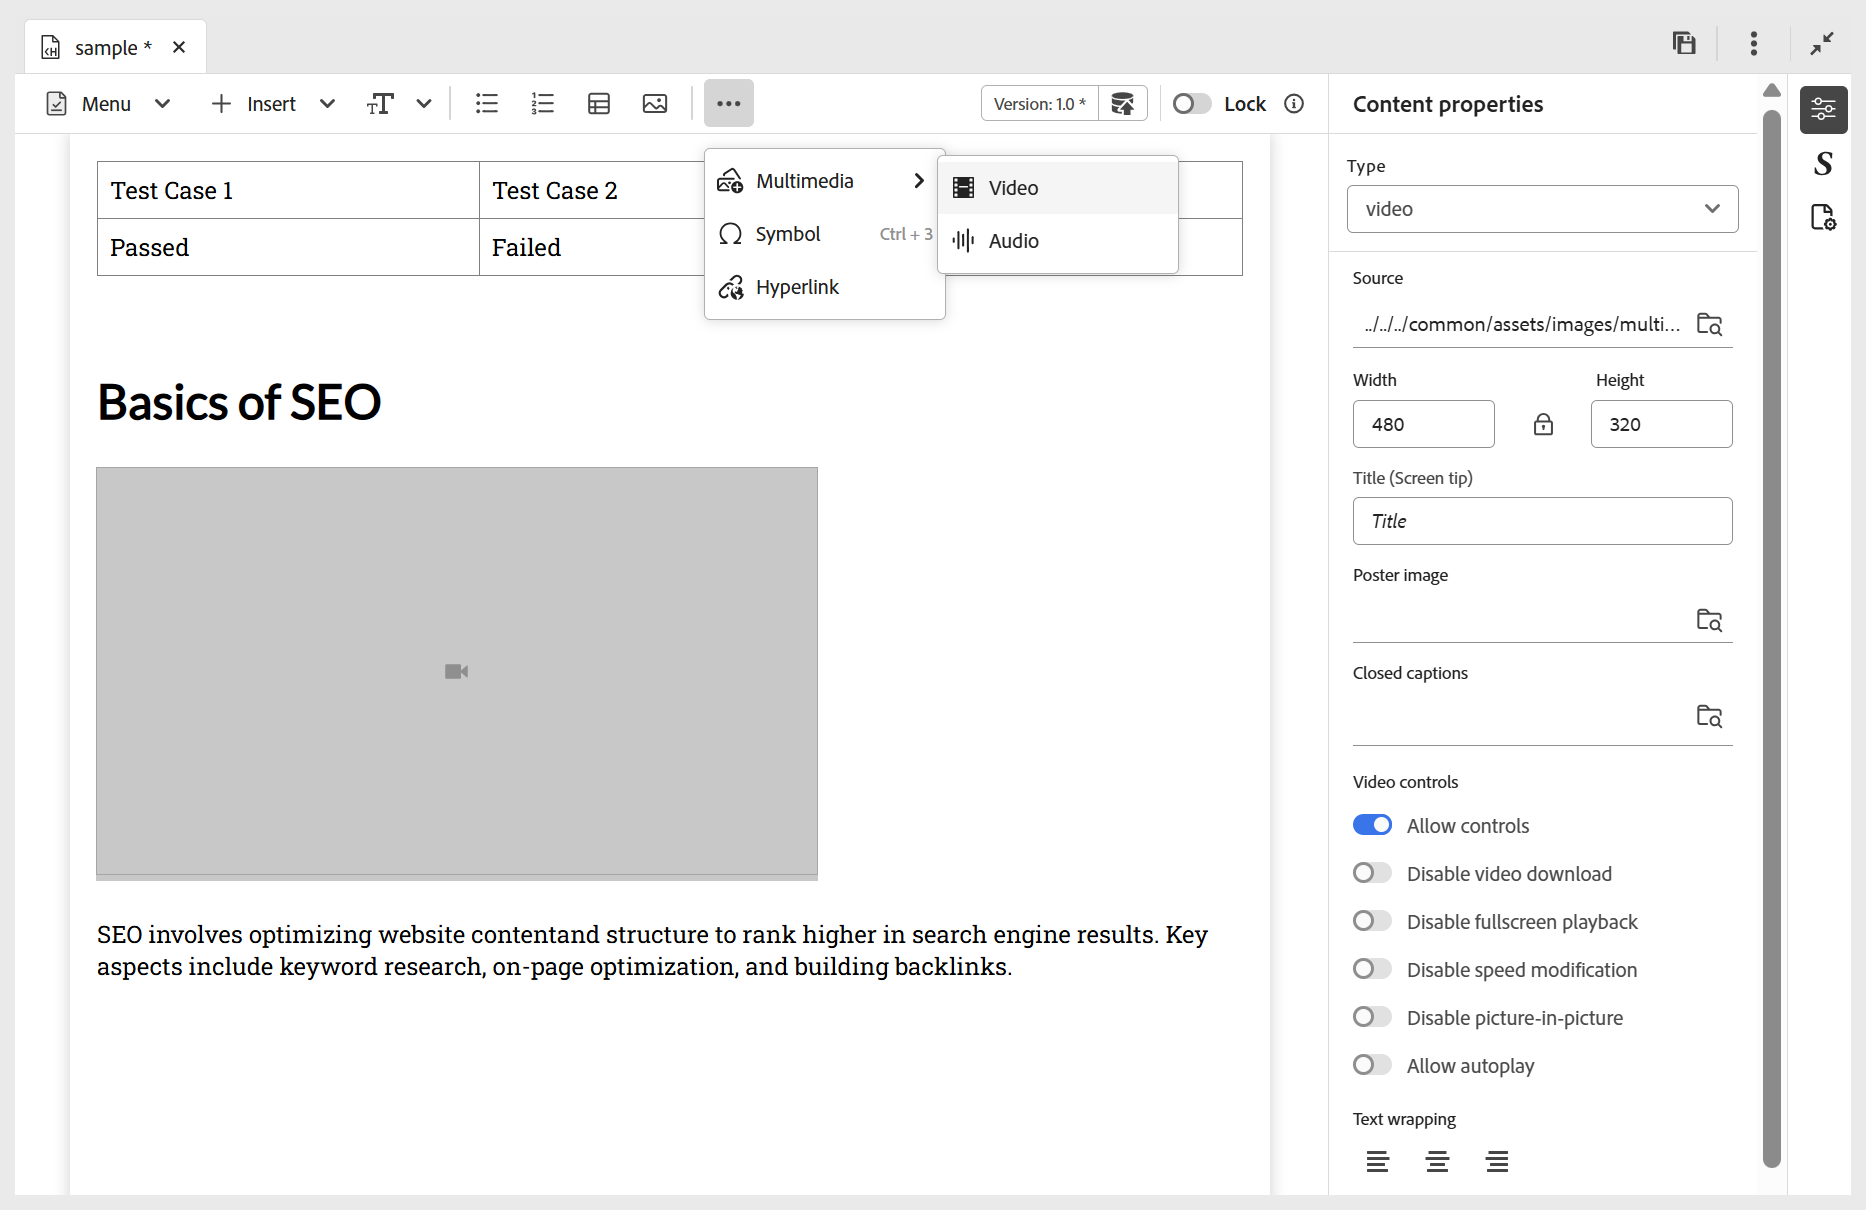 sample *
Menu
Insert
Version: 1.0 *
Lock
Content properties
Test Case 1
Test Case 2
Passed
Failed
Multimedia
Symbol
Ctrl + 3
Hyperlink
Video
Audio
Basics of SEO
SEO involves optimizing website contentand structure to rank higher in search engine results. Key
aspects include keyword research, on-page optimization, and building backlinks.
Type
video
Source
../../../common/assets/images/multi...
Width
Height
480
320
Title (Screen tip)
Title
Poster image
Closed captions
Video controls
Allow controls
Disable video download
Disable fullscreen playback
Disable speed modification
Disable picture-in-picture
Allow autoplay
Text wrapping